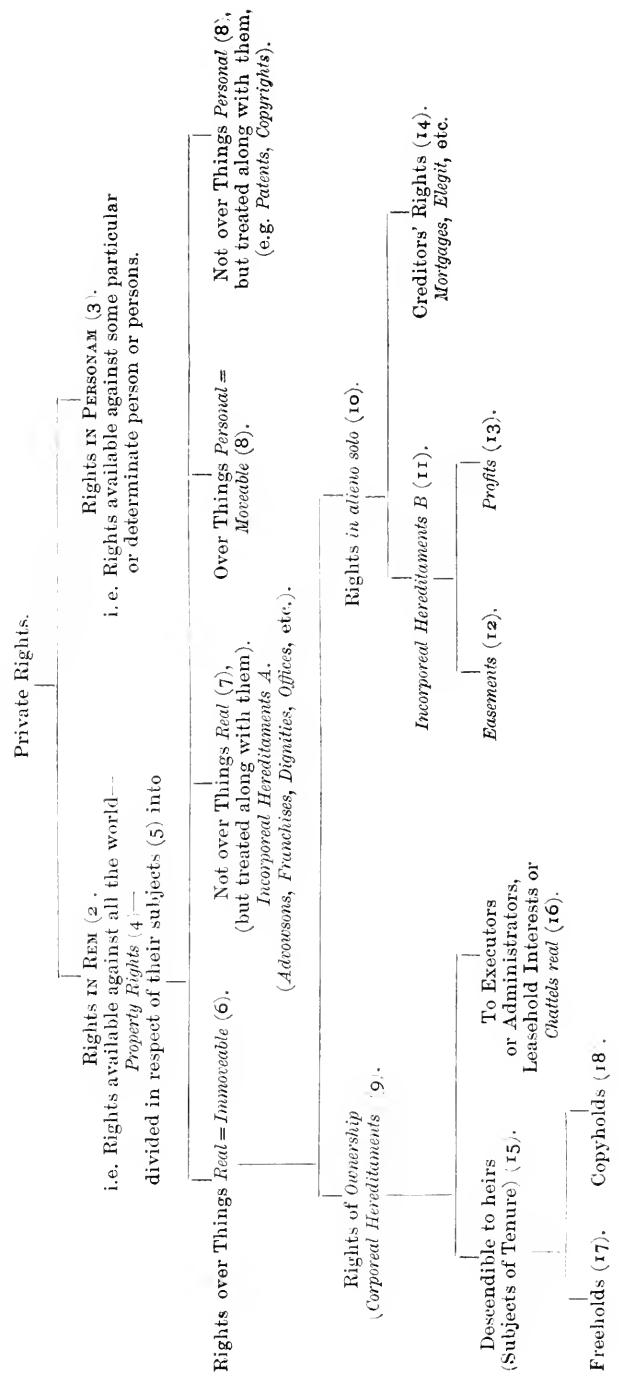 Private Rights.
Rights in Rem (2.
i.e. Rights available against all the world—
Property Rights (4)—
divided in respect of their subjects (5) into
Rights in Personam (3).
i.e. Rights available against some particular
or determinate person or persons.
Rights over Things Real = Immoveable (6).
Not over Things Real (7),
(but treated along with them).
Incorporeal Hereditaments A.
(Advowsons, Franchises, Dignities, Offices, etc.).
Over Things Personal =
Moveable (8).
Not over Things Personal (8),
but treated along with them,
(e.g. Patents, Copyrights).
Rights of Ownership
(Corporeal Hereditaments (9).
Rights in alieno solo (10).
Descendible to heirs
(Subjects of Tenure) (15).
To Executors
or Administrators,
Leasehold Interests or
Chattels real (16).
Incorporeal Hereditaments B (11).
Creditors' Rights (14).
Mortgages, Elegit, etc.
Freeholds (17).
Copyholds (18).
Easements (12).
Profits (13).